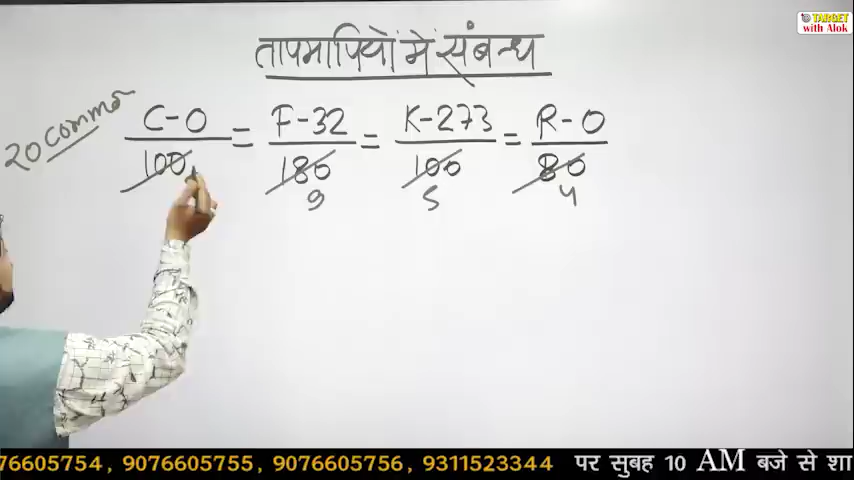 TARGET
with Alok
तापमापियों में संबन्ध
20 common
C-0 = F-32 = K-273 = R-0
100 180 100 80
9 5 4
76605754, 9076605755, 9076605756, 9311523344 पर सुबह 10 AM बजे से शा